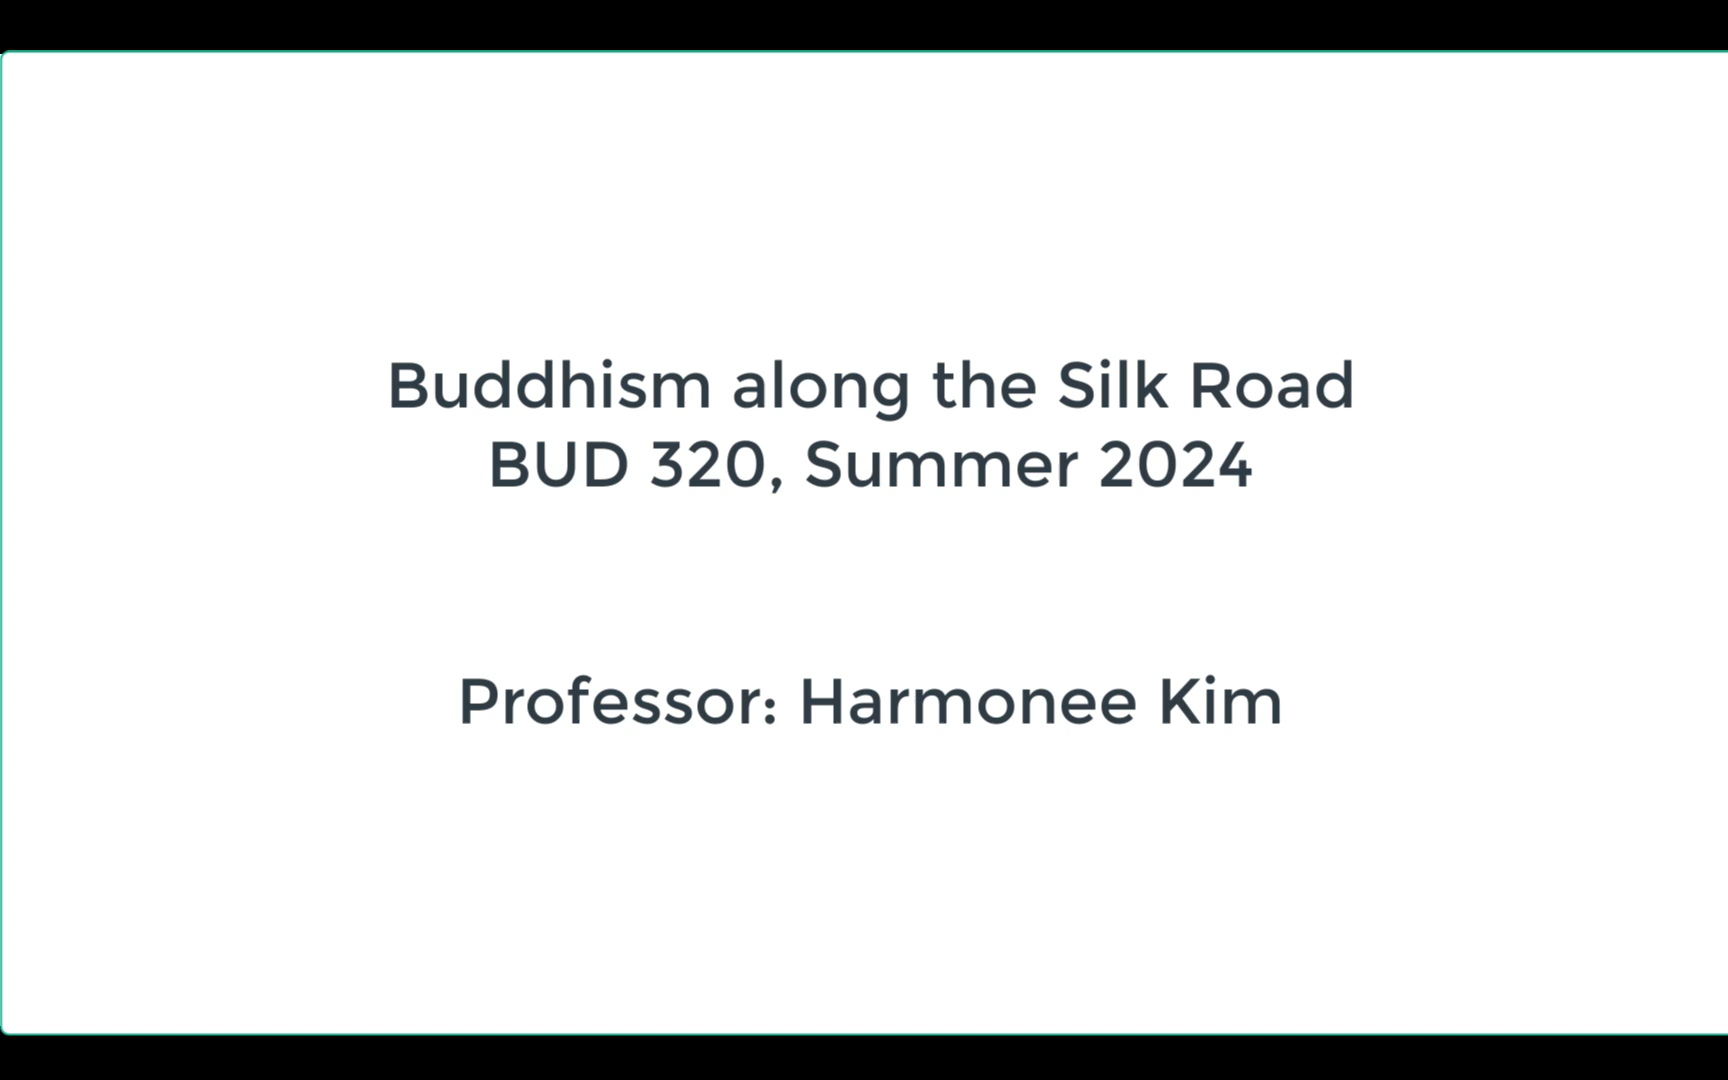 Buddhism along the Silk Road
BUD 320, Summer 2024
Professor: Harmonee Kim